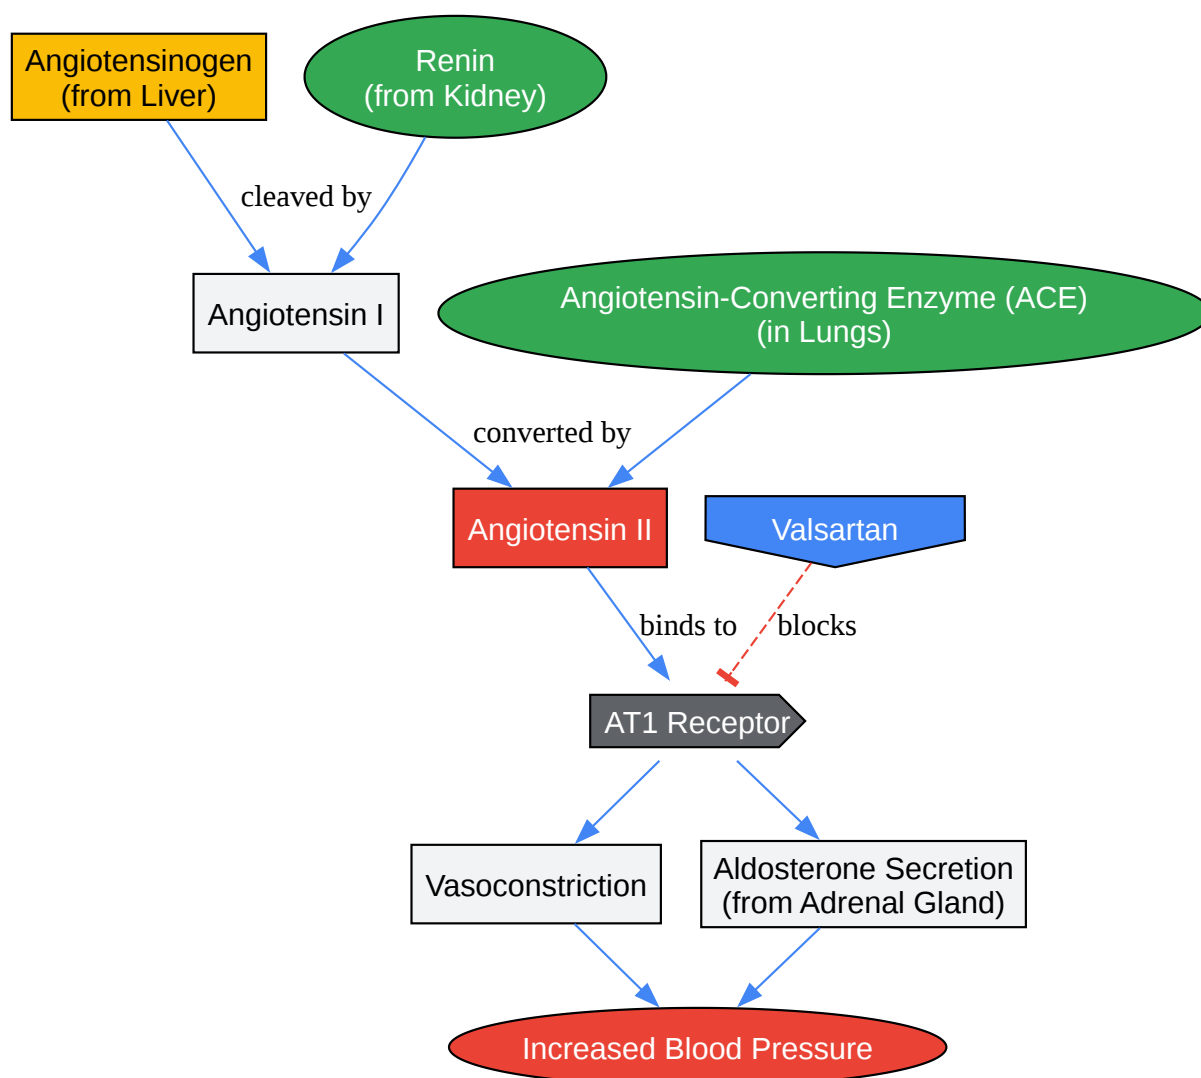 Angiotensinogen
(from Liver)
Renin
(from Kidney)
cleaved by
Angiotensin I
Angiotensin-Converting Enzyme (ACE)
(in Lungs)
converted by
Angiotensin II
Valsartan
binds to
blocks
AT1 Receptor
Vasoconstriction
Aldosterone Secretion
(from Adrenal Gland)
Increased Blood Pressure